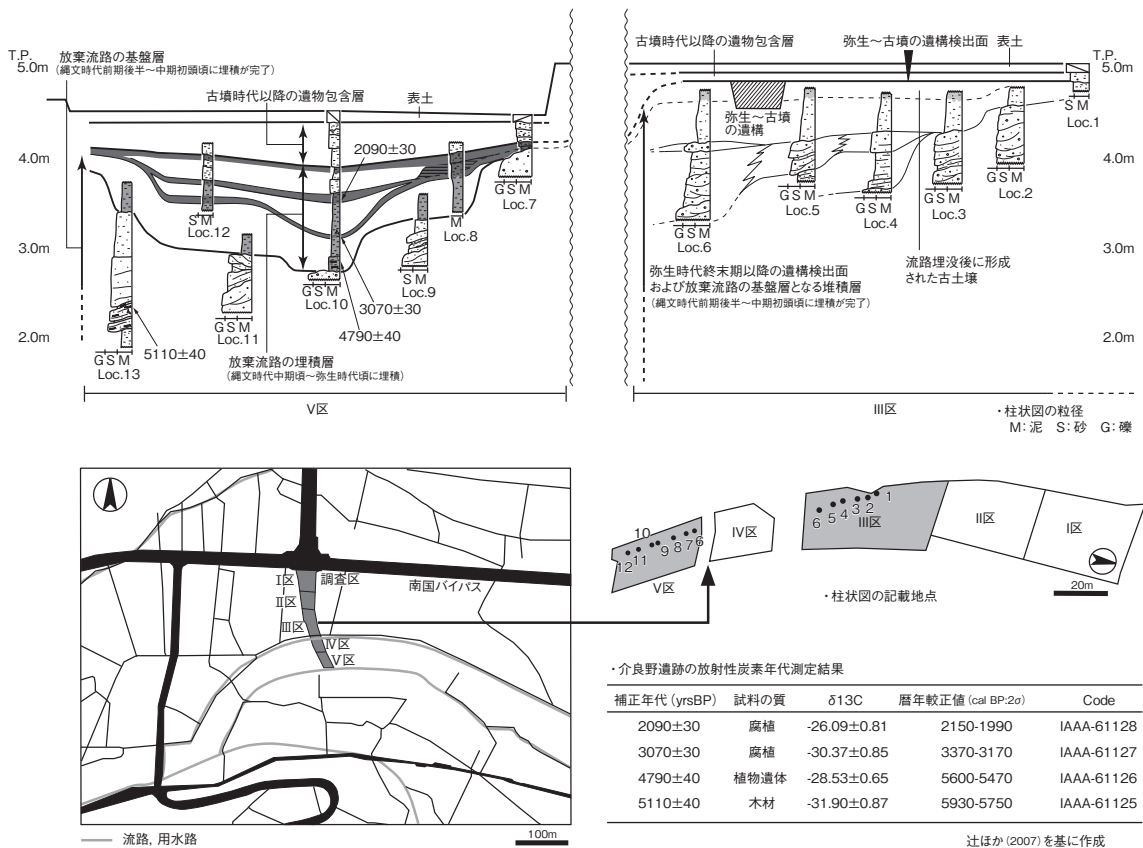 T.P.
5.0m
4.0m
3.0m
2.0m
放棄流路の基盤層
(縄文時代前期後半〜中期初頭頃に埋積が完了)
古墳時代以降の遺物包含層
表土
2090±30
3070±30
4790±40
5110±40
放棄流路の埋積層
(縄文時代中期頃〜弥生時代頃に埋積)
G S M
Loc.13
S M
Loc.12
G S M
Loc.11
G S M
Loc.10
S M
Loc.9
M
Loc.8
G S M
Loc.7
V区
古墳時代以降の遺物包含層
弥生〜古墳の遺構検出面
表土
T.P.
5.0m
4.0m
3.0m
2.0m
弥生〜古墳
の遺構
S M
Loc.1
G S M
Loc.2
G S M
Loc.3
G S M
Loc.4
G S M
Loc.5
G S M
Loc.6
弥生時代終末期以降の遺構検出面
および放棄流路の基盤層となる堆積層
(縄文時代前期後半〜中期初頭頃に埋積が完了)
流路埋没後に形成
された古土壌
III区
・柱状図の粒径
M:泥 S:砂 G:礫
I区
II区
III区
IV区
V区
調査区
南国バイパス
流路, 用水路
100m
10
12 11 9 8 7 6
V区
IV区
6 5 4 3 2 1
III区
II区
I区
20m
・柱状図の記載地点
・介良野遺跡の放射性炭素年代測定結果
補正年代 (yrsBP) 試料の質 δ13C 暦年較正値 (cal BP:2σ) Code
2090±30 腐植 -26.09±0.81 2150-1990 IAAA-61128
3070±30 腐植 -30.37±0.85 3370-3170 IAAA-61127
4790±40 植物遺体 -28.53±0.65 5600-5470 IAAA-61126
5110±40 木材 -31.90±0.87 5930-5750 IAAA-61125
辻ほか (2007) を基に作成